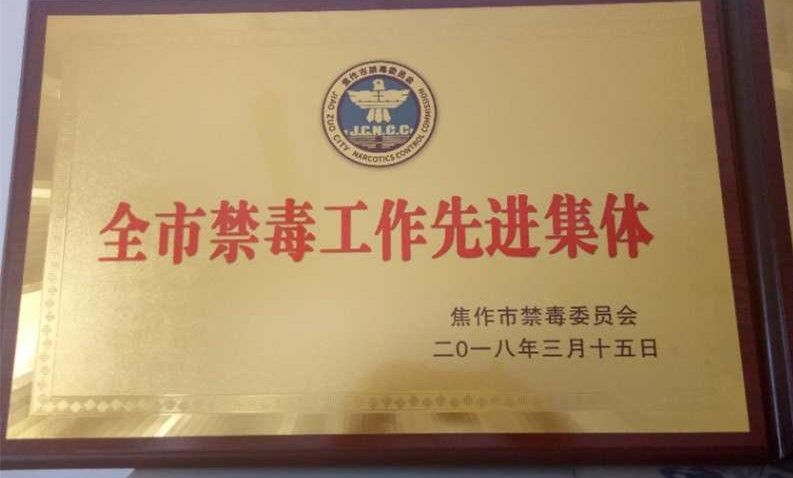 焦作市禁毒委员会
J.C.N.C.C
JIAO ZUO CITY NARCOTICS CONTROL COMMISSION
全市禁毒工作先进集体
焦作市禁毒委员会
二〇一八年三月十五日